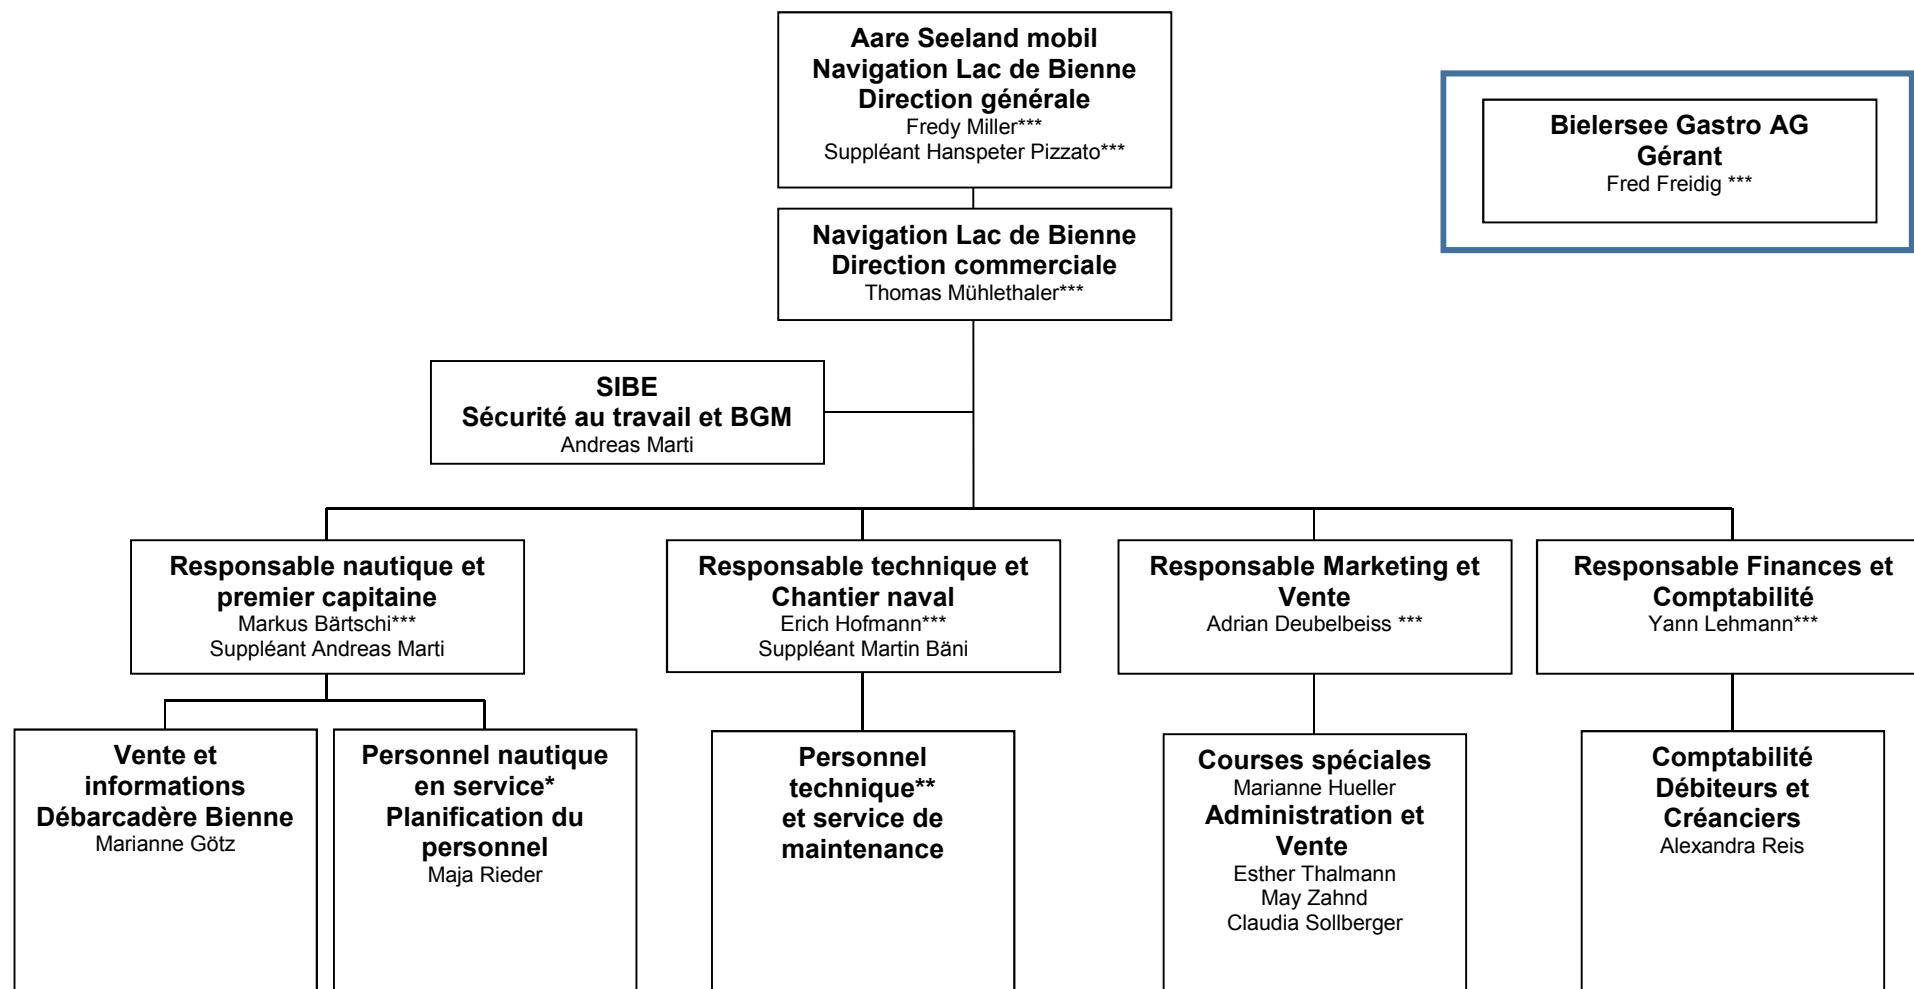 Aare Seeland mobil
Navigation Lac de Bienne
Direction générale
Fredy Miller***
Suppléant Hanspeter Pizzato***
Bielersee Gastro AG
Gérant
Fred Freidig ***
Navigation Lac de Bienne
Direction commerciale
Thomas Mühlethaler***
SIBE
Sécurité au travail et BGM
Andreas Marti
Responsable nautique et
premier capitaine
Markus Bärtschi***
Suppléant Andreas Marti
Responsable technique et
Chantier naval
Erich Hofmann***
Suppléant Martin Bäni
Responsable Marketing et
Vente
Adrian Deubelbeiss ***
Responsable Finances et
Comptabilité
Yann Lehmann***
Vente et
informations
Débarcadère Bienne
Marianne Götz
Personnel nautique
en service*
Planification du
personnel
Maja Rieder
Personnel
technique**
et service de
maintenance
Courses spéciales
Marianne Hueller
Administration et
Vente
Esther Thalmann
May Zahnd
Claudia Sollberger
Comptabilité
Débiteurs et
Créanciers
Alexandra Reis